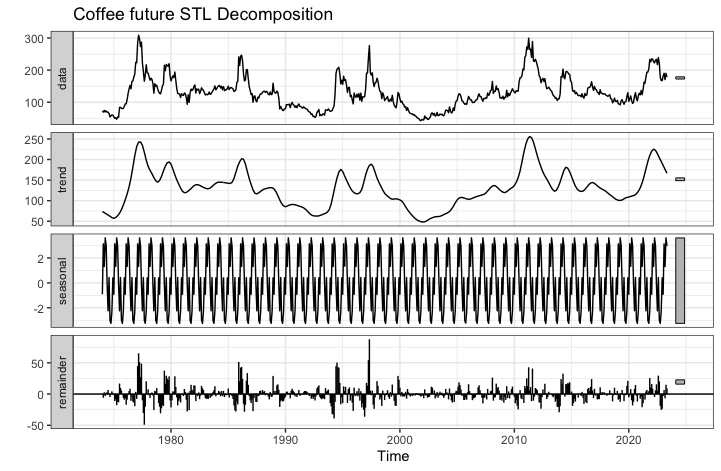 Coffee future STL Decomposition
300
200
100
data
250
200
150
100
50
trend
2
0
-2
seasonal
50
0
-50
remainder
1980 1990 2000 2010 2020
Time